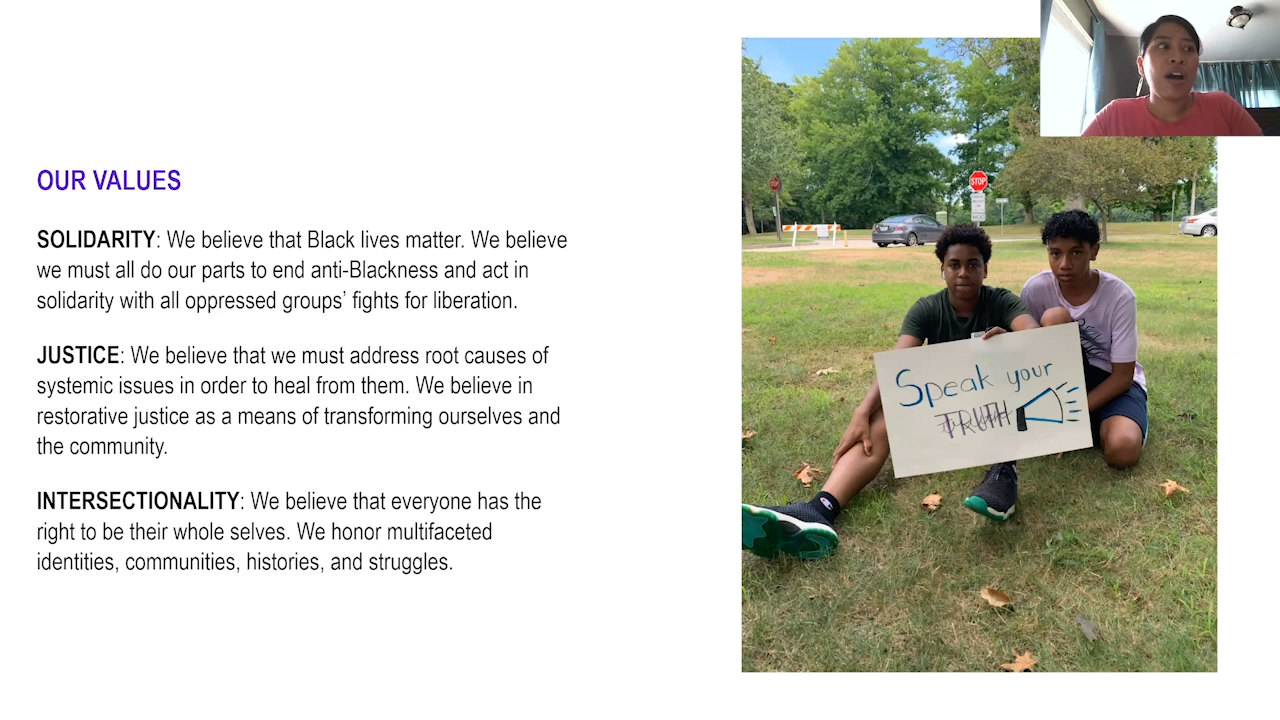 OUR VALUES
SOLIDARITY: We believe that Black lives matter. We believe
we must all do our parts to end anti-Blackness and act in
solidarity with all oppressed groups’ fights for liberation.
JUSTICE: We believe that we must address root causes of
systemic issues in order to heal from them. We believe in
restorative justice as a means of transforming ourselves and
the community.
INTERSECTIONALITY: We believe that everyone has the
right to be their whole selves. We honor multifaceted
identities, communities, histories, and struggles.
STOP
STOP
Speak your
TRUTH